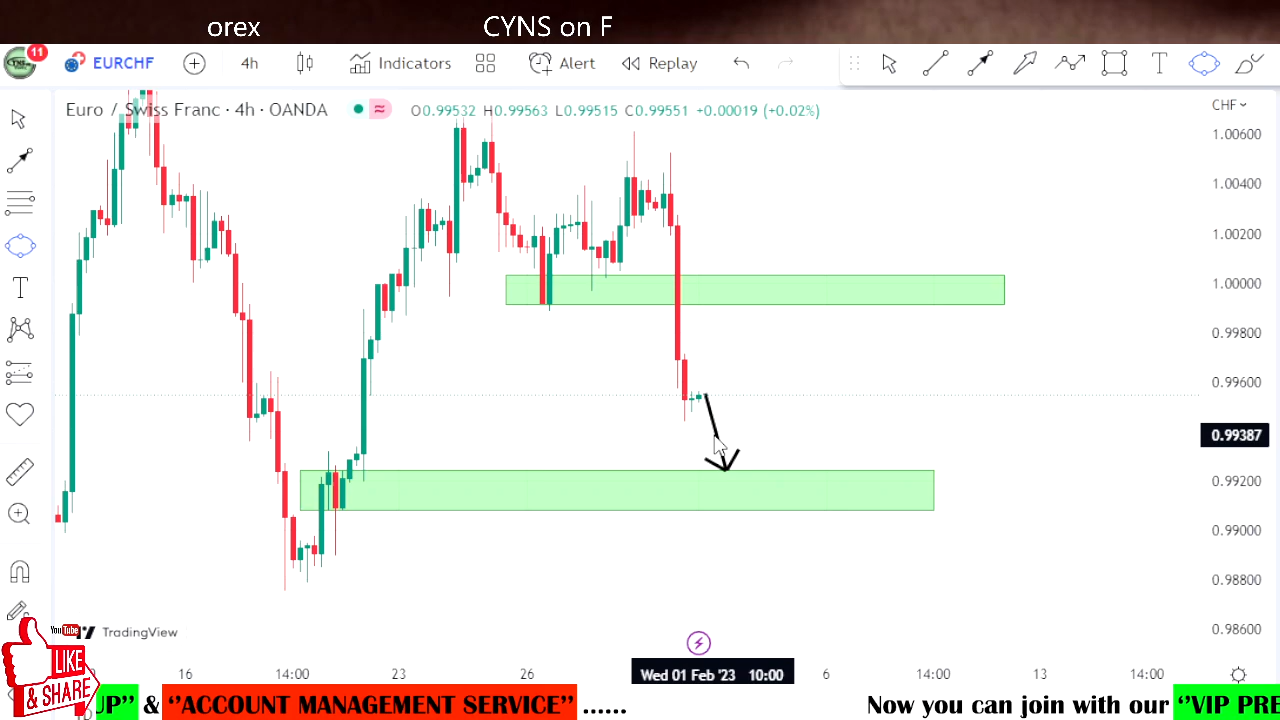 orex CYNS on F
11
EURCHF 4h Indicators Alert Replay
Euro / Swiss Franc · 4h · OANDA O0.99532 H0.99563 L0.99515 C0.99551 +0.00019 (+0.02%)
CHF
1.00600
1.00400
1.00200
1.00000
0.99800
0.99600
0.99387
0.99200
0.99000
0.98800
0.98600
TradingView
YouTube
LIKE
& SHARE
16 14:00 23 26 Wed 01 Feb '23 10:00 6 14:00 13 14:00
UP'' & ‘‘ACCOUNT MANAGEMENT SERVICE’’ ...... Now you can join with our ‘‘VIP PRE